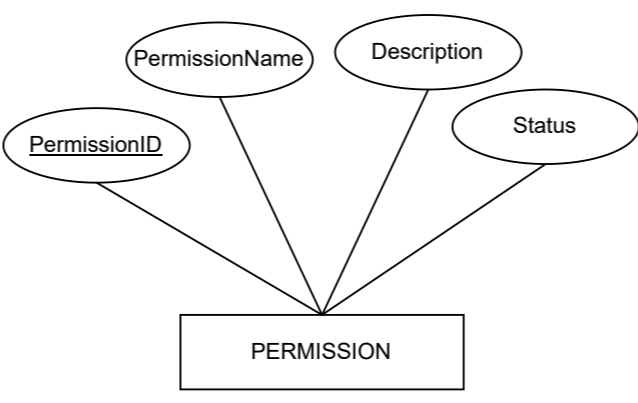 PermissionID
PermissionName
Description
Status
PERMISSION